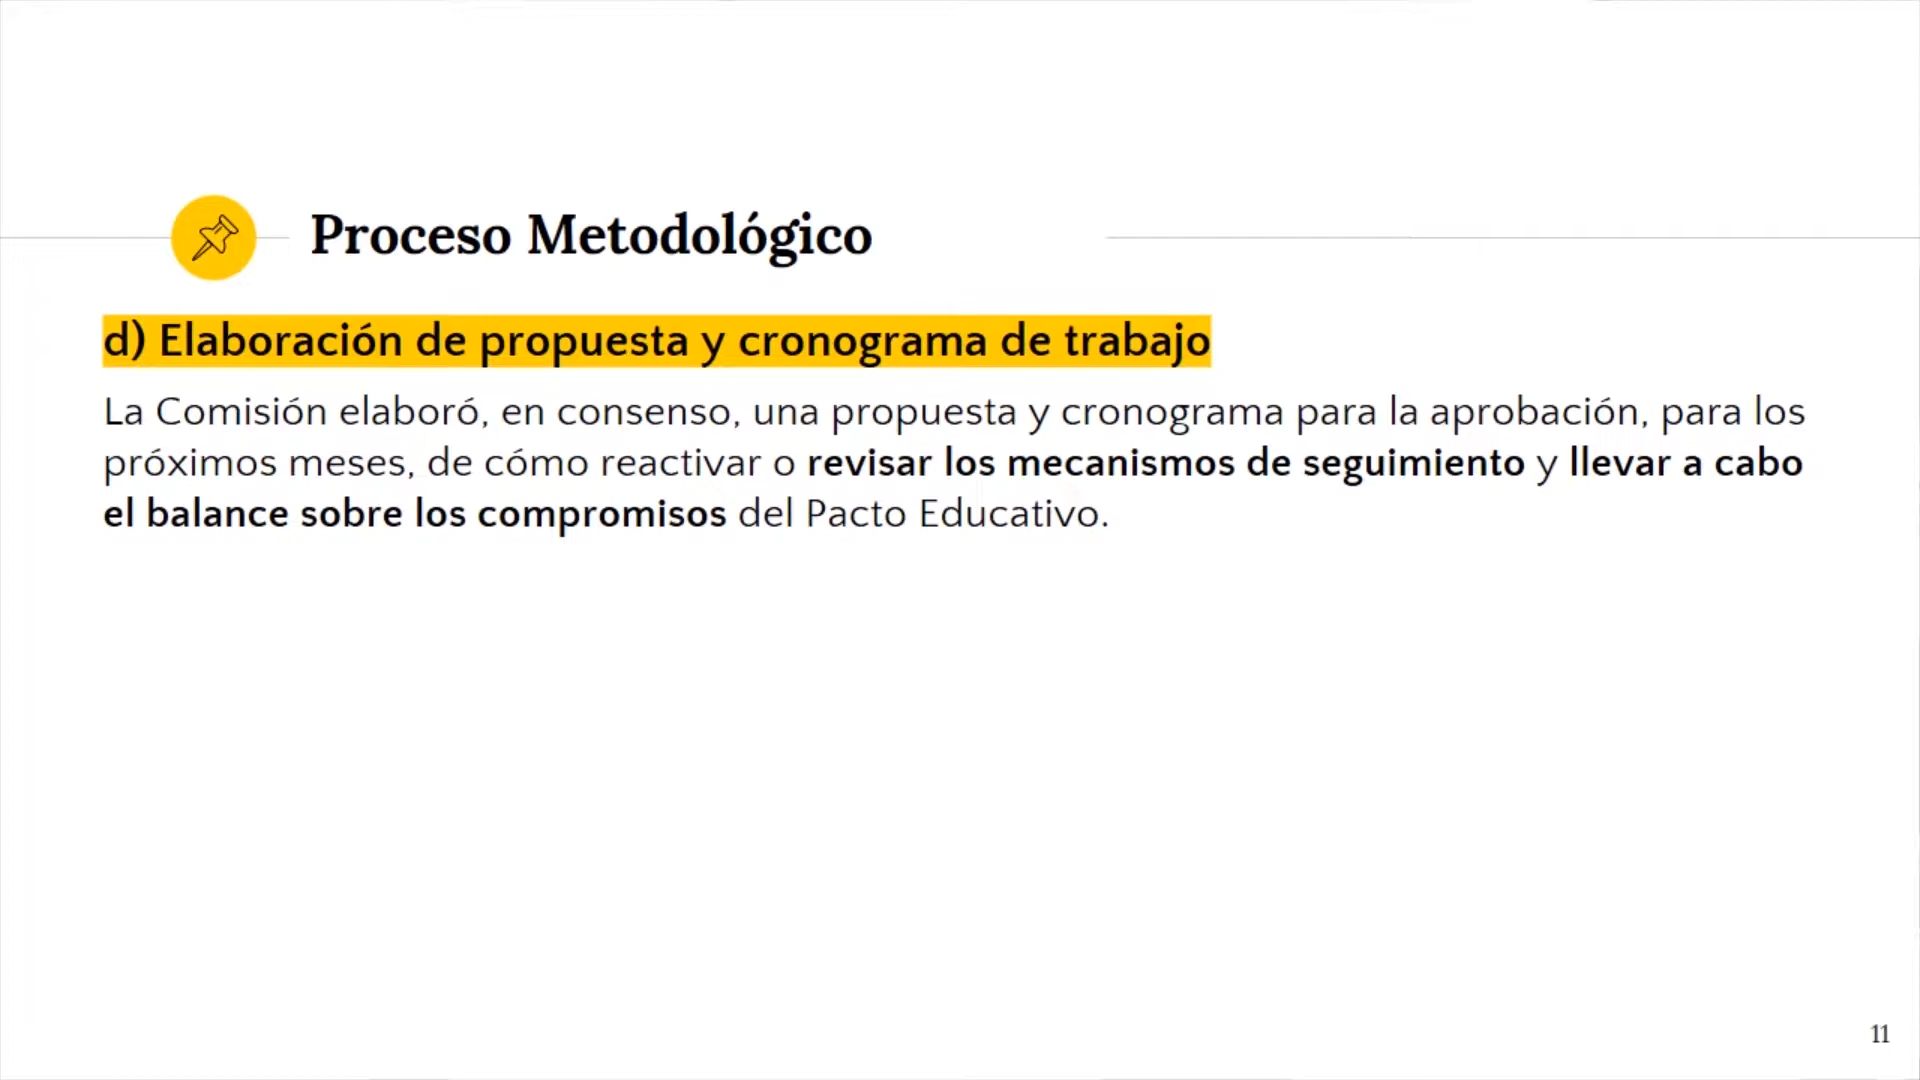 Proceso Metodológico
d) Elaboración de propuesta y cronograma de trabajo
La Comisión elaboró, en consenso, una propuesta y cronograma para la aprobación, para los
próximos meses, de cómo reactivar o revisar los mecanismos de seguimiento y llevar a cabo
el balance sobre los compromisos del Pacto Educativo.
11